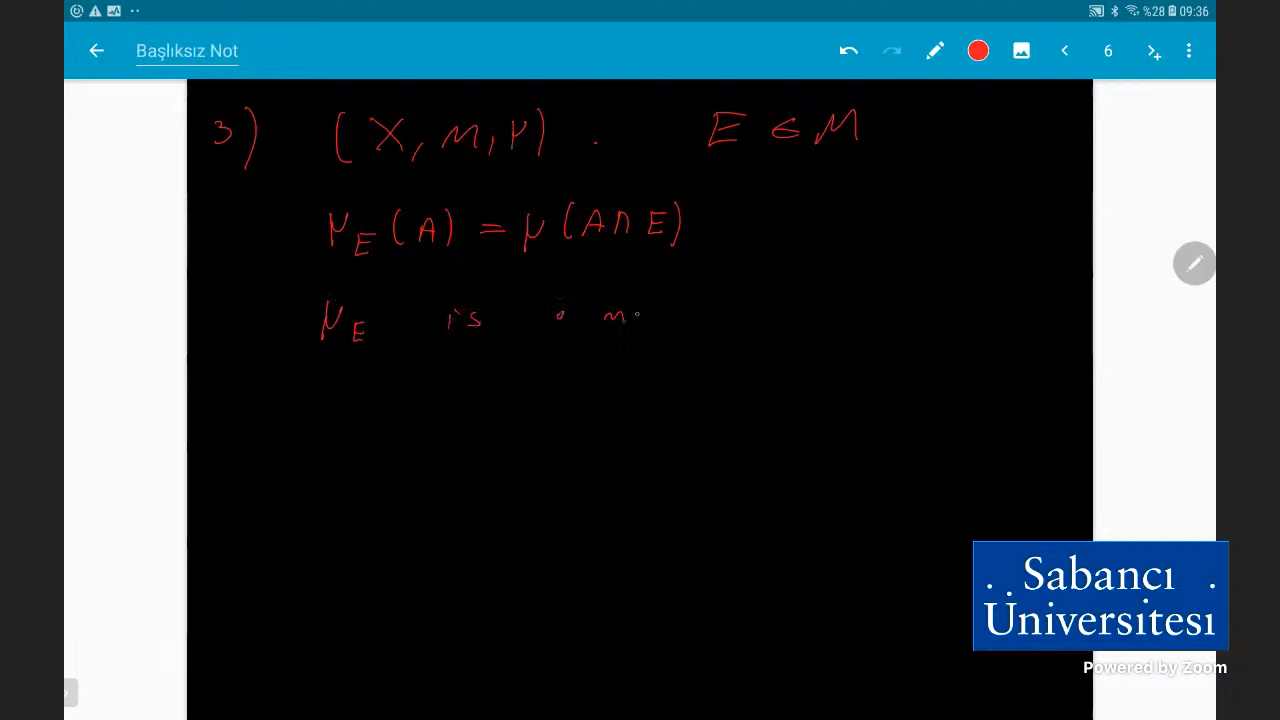 %28 09:36
Başlıksız Not
6
3) (X, M, μ). E ∈ M
μ_E (A) = μ (A ∩ E)
μ_E is a m
Sabancı
Üniversitesi
Powered by Zoom